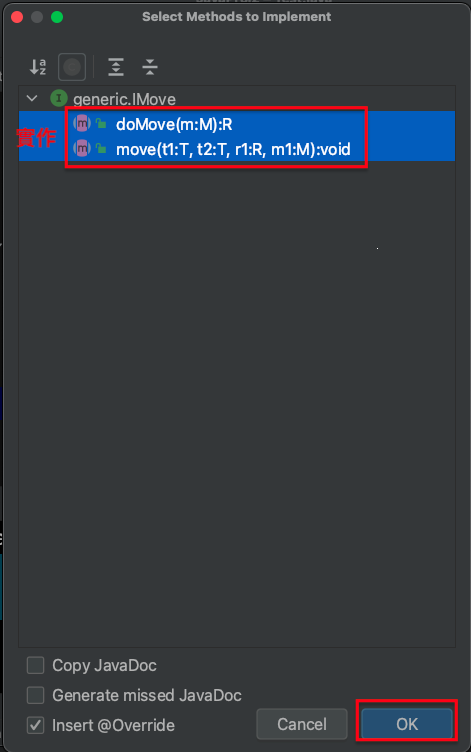 Select Methods to Implement
generic.IMove
實作
doMove(m:M):R
move(t1:T, t2:T, r1:R, m1:M):void
Copy JavaDoc
Generate missed JavaDoc
Insert @Override
Cancel
OK